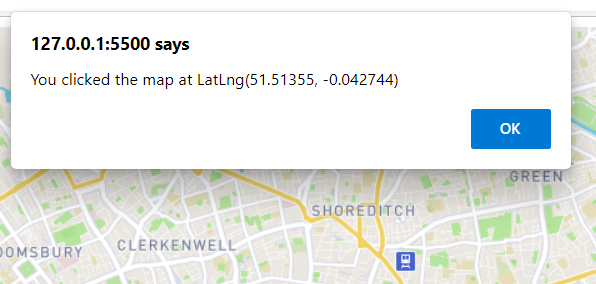 127.0.0.1:5500 says
You clicked the map at LatLng(51.51355, -0.042744)
OK
GREEN
SHOREDITCH
CLERKENWELL
OOMSBURY